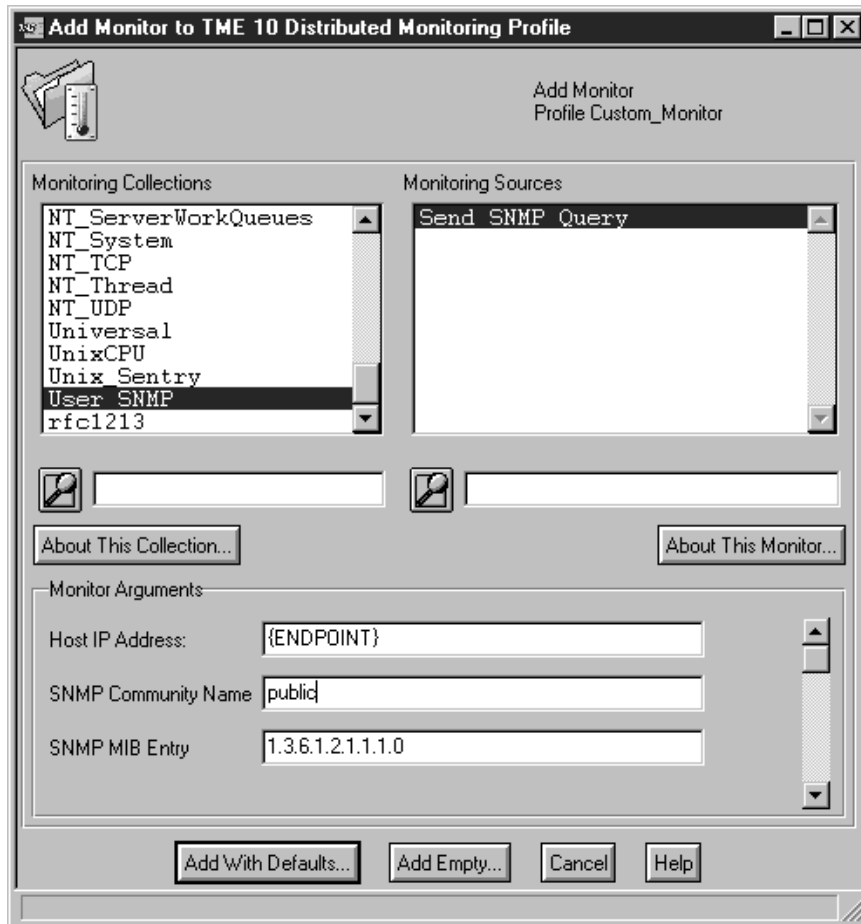 Add Monitor to TME 10 Distributed Monitoring Profile
Add Monitor
Profile Custom_Monitor
Monitoring Collections
Monitoring Sources
NT_ServerWorkQueues
NT_System
NT_TCP
NT_Thread
NT_UDP
Universal
UnixCPU
Unix_Sentry
User SNMP
rfc1213
Send SNMP Query
About This Collection...
About This Monitor...
Monitor Arguments
Host IP Address:
{ENDPOINT}
SNMP Community Name
public
SNMP MIB Entry
1.3.6.1.2.1.1.1.0
Add With Defaults...
Add Empty...
Cancel
Help